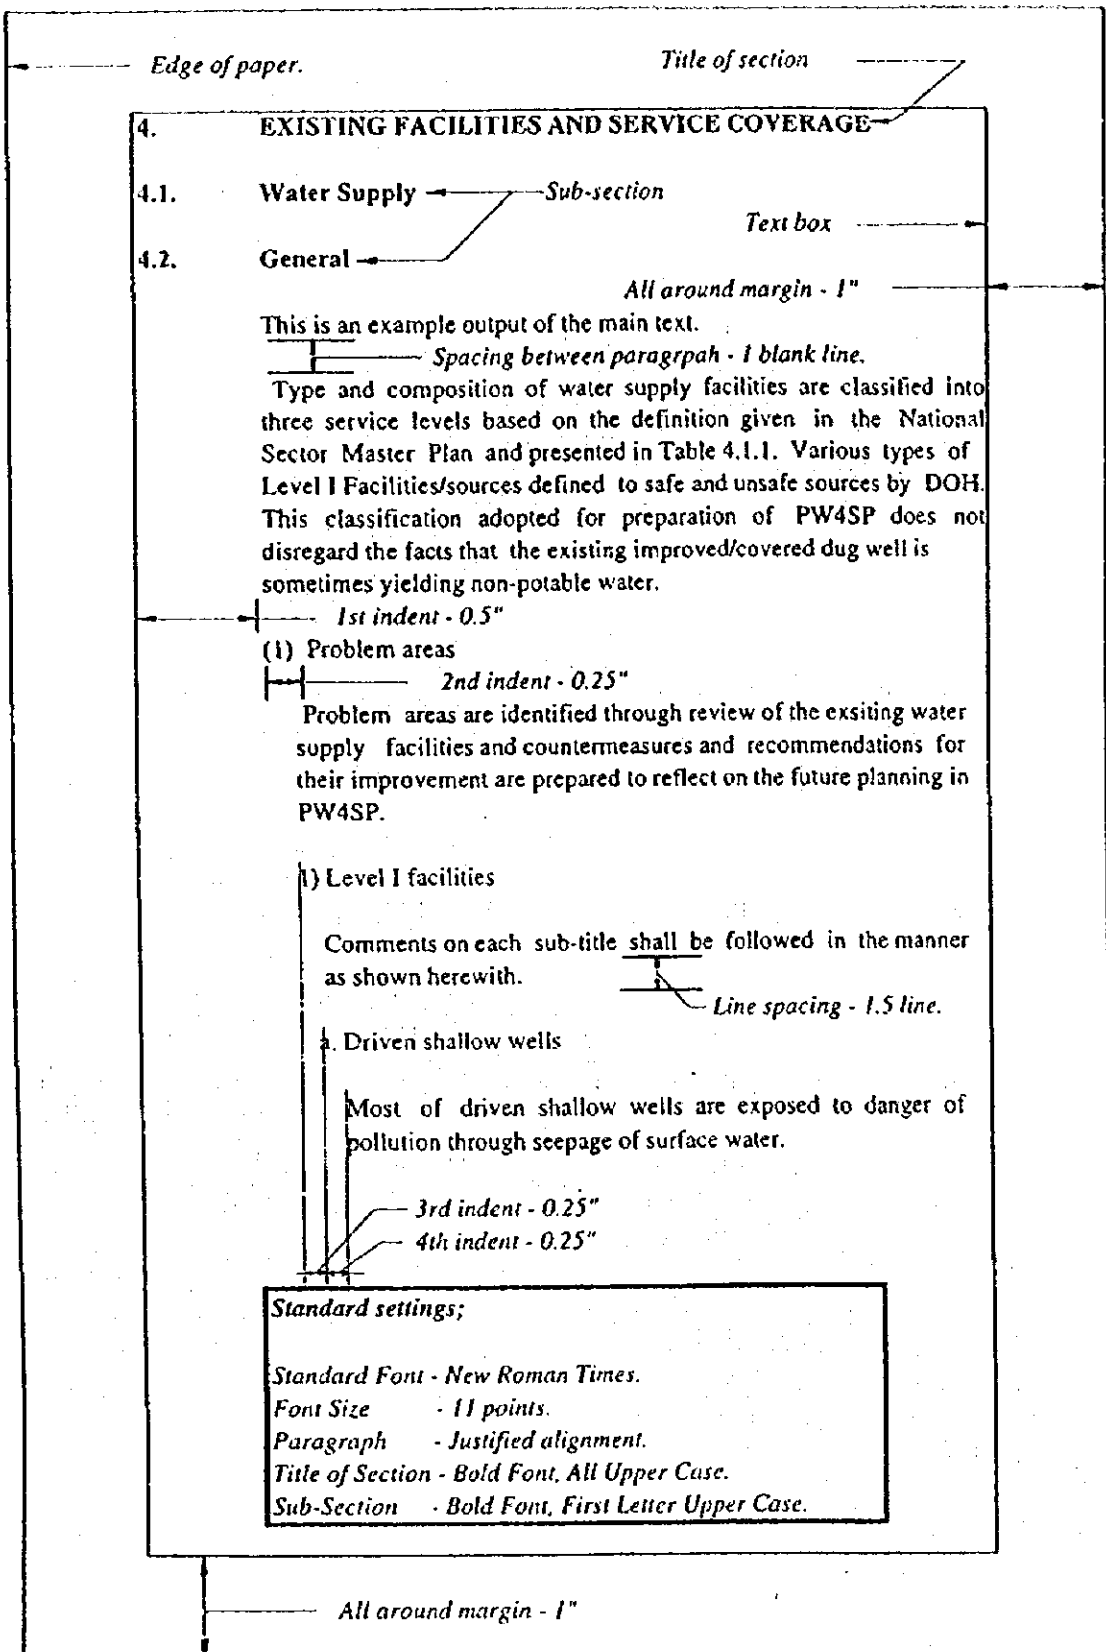 Edge of paper.
Title of section
4. EXISTING FACILITIES AND SERVICE COVERAGE
4.1. Water Supply
Sub-section
Text box
4.2. General
All around margin - 1"
This is an example output of the main text.
Spacing between paragrpah - 1 blank line.
Type and composition of water supply facilities are classified into
three service levels based on the definition given in the National
Sector Master Plan and presented in Table 4.1.1. Various types of
Level I Facilities/sources defined to safe and unsafe sources by DOH.
This classification adopted for preparation of PW4SP does not
disregard the facts that the existing improved/covered dug well is
sometimes yielding non-potable water.
1st indent - 0.5"
(1) Problem areas
2nd indent - 0.25"
Problem areas are identified through review of the exsiting water
supply facilities and countermeasures and recommendations for
their improvement are prepared to reflect on the future planning in
PW4SP.
1) Level I facilities
Comments on each sub-title shall be followed in the manner
as shown herewith.
Line spacing - 1.5 line.
a. Driven shallow wells
Most of driven shallow wells are exposed to danger of
pollution through seepage of surface water.
3rd indent - 0.25"
4th indent - 0.25"
Standard settings;
Standard Font - New Roman Times.
Font Size - 11 points.
Paragraph - Justified alignment.
Title of Section - Bold Font, All Upper Case.
Sub-Section - Bold Font, First Letter Upper Case.
All around margin - 1"